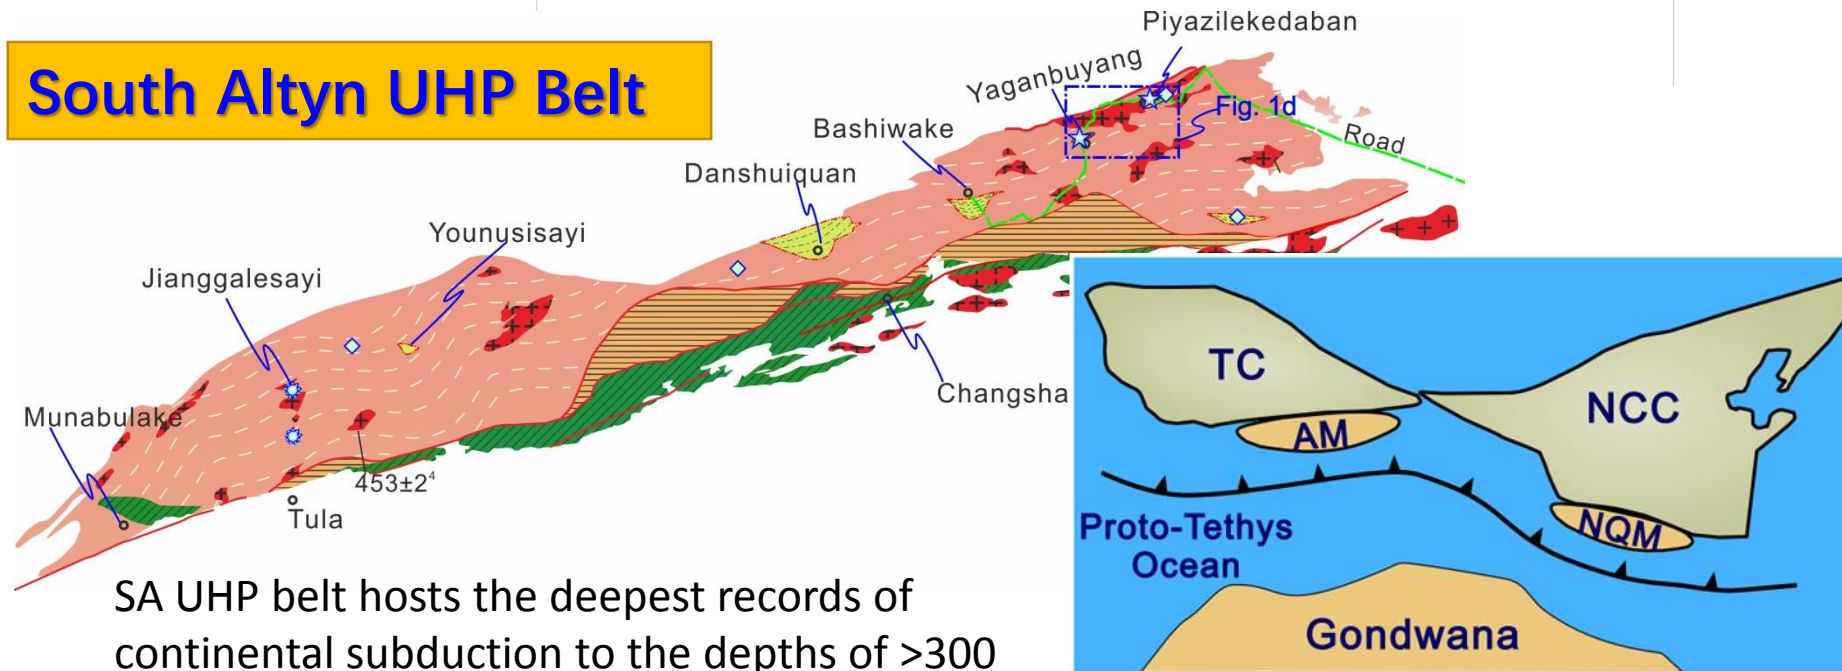 South Altyn UHP Belt
Piyazilekedaban
Yaganbuyang
Fig. 1d
Bashiwake
Road
Danshuiquan
Younusisayi
Jianggalesayi
Munabulake
Changsha
453±2⁴
Tula
TC
NCC
AM
NQM
Proto-Tethys
Ocean
Gondwana
SA UHP belt hosts the deepest records of
continental subduction to the depths of >300